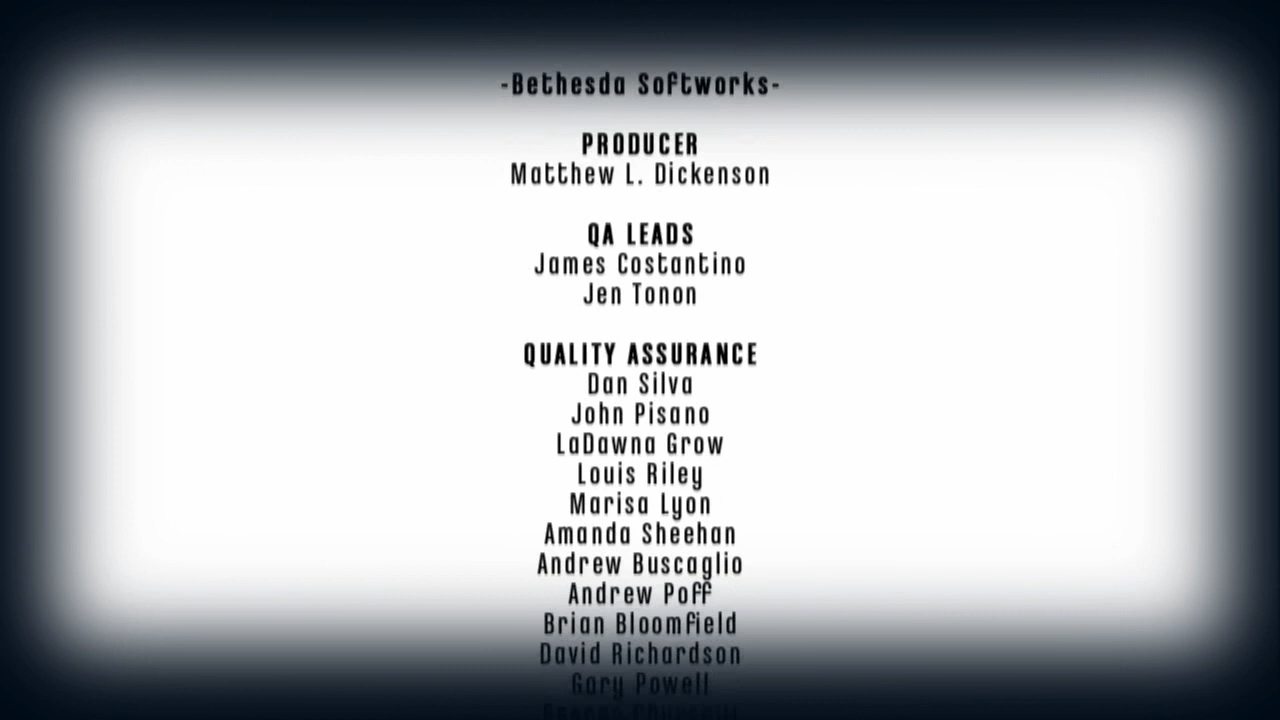 -Bethesda Softworks-
PRODUCER
Matthew L. Dickenson
QA LEADS
James Costantino
Jen Tonon
QUALITY ASSURANCE
Dan Silva
John Pisano
LaDawna Grow
Louis Riley
Marisa Lyon
Amanda Sheehan
Andrew Buscaglio
Andrew Poff
Brian Bloomfield
David Richardson
Gary Powell